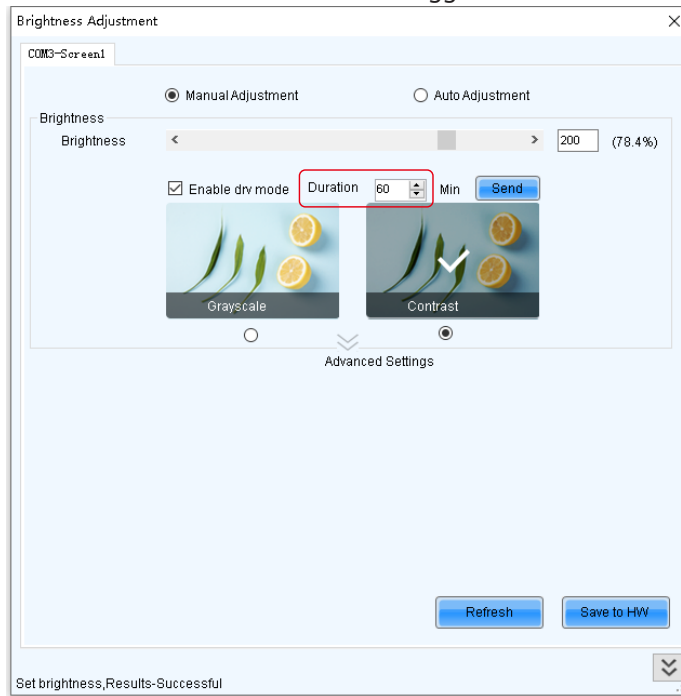 gg
Brightness Adjustment
COM3-Screen1
Manual Adjustment Auto Adjustment
Brightness
Brightness 200 (78.4%)
Enable drv mode Duration 60 Min Send
Grayscale Contrast
Advanced Settings
Refresh Save to HW
Set brightness,Results-Successful